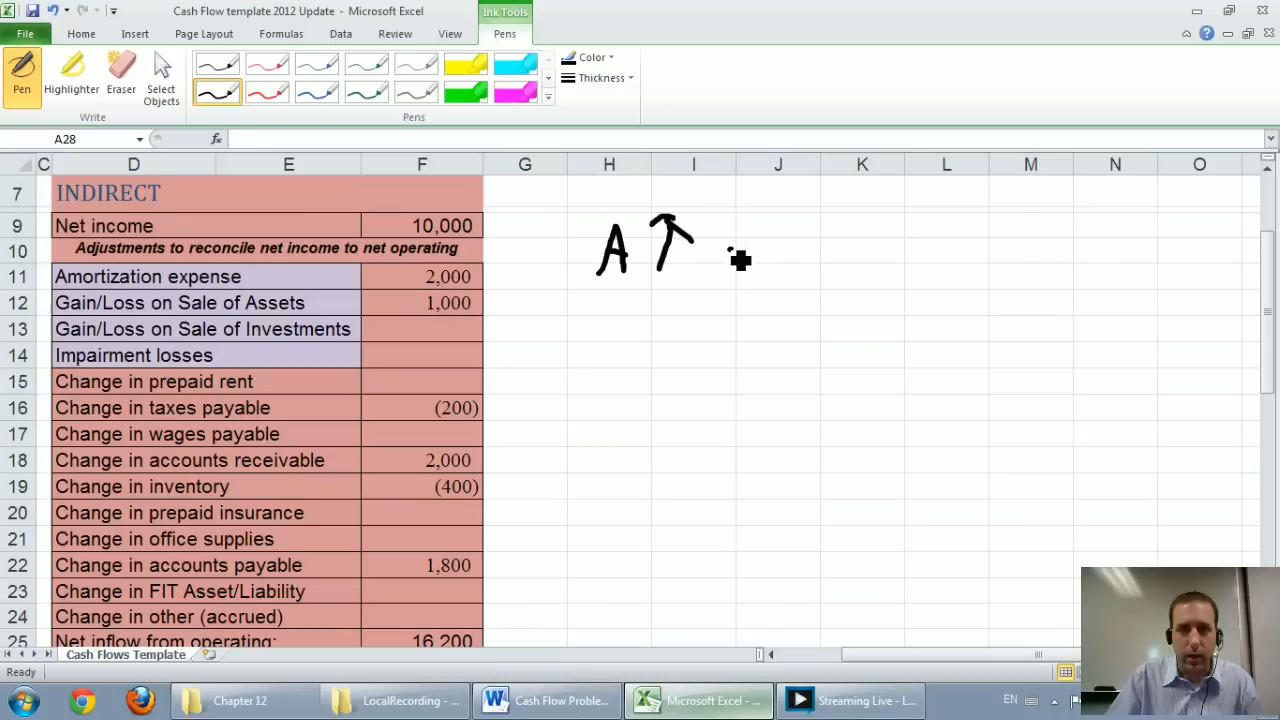 Cash Flow template 2012 Update - Microsoft Excel
Ink Tools
File Home Insert Page Layout Formulas Data Review View Pens
Pen Highlighter Eraser Select Objects
Color
Thickness
Write Pens
A28 fx
C D E F G H I J K L M N O
7 INDIRECT
9 Net income 10,000
10 Adjustments to reconcile net income to net operating
11 Amortization expense 2,000
12 Gain/Loss on Sale of Assets 1,000
13 Gain/Loss on Sale of Investments
14 Impairment losses
15 Change in prepaid rent
16 Change in taxes payable (200)
17 Change in wages payable
18 Change in accounts receivable 2,000
19 Change in inventory (400)
20 Change in prepaid insurance
21 Change in office supplies
22 Change in accounts payable 1,800
23 Change in FIT Asset/Liability
24 Change in other (accrued)
25 Net inflow from operating: 16,200
A ↑
Cash Flows Template
Ready
Chapter 12 LocalRecording - ... Cash Flow Proble... Microsoft Excel - ... Streaming Live - L... EN